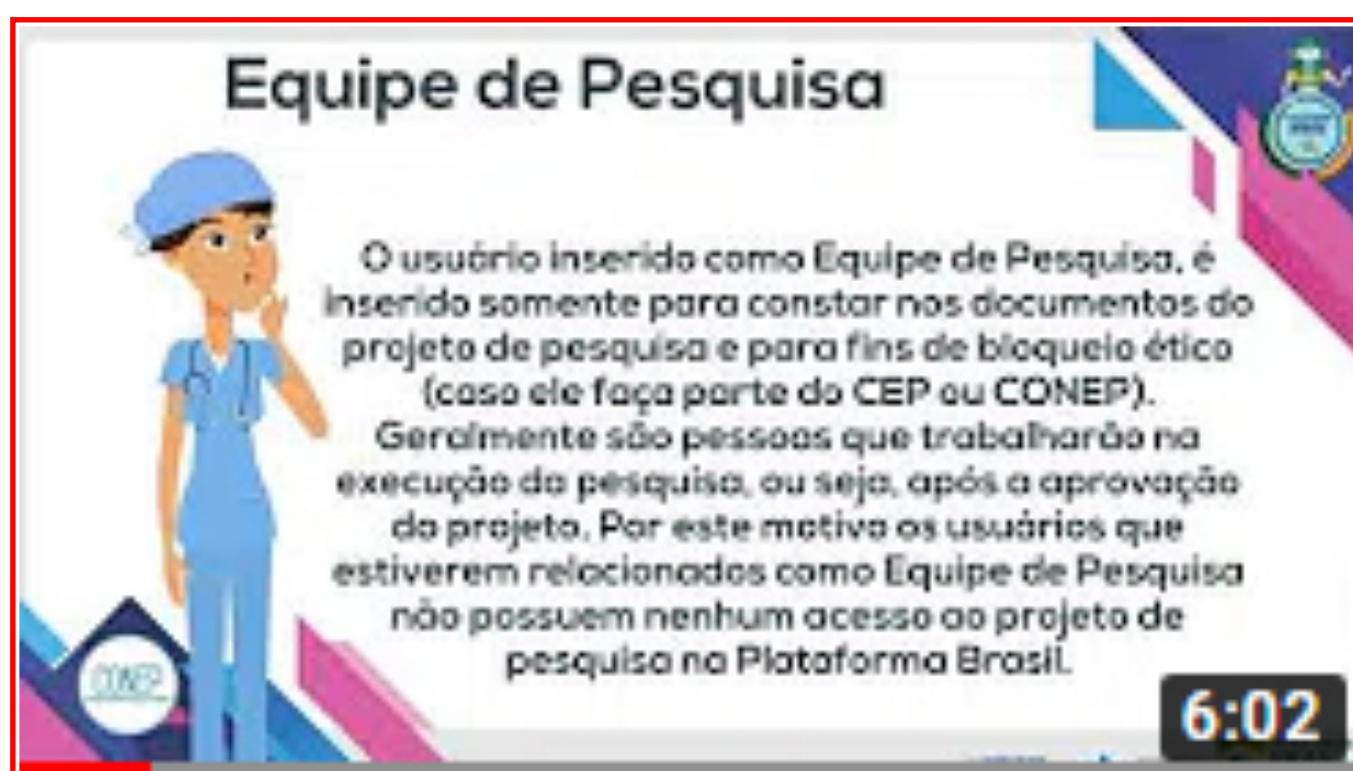 Equipe de Pesquisa
O usuário inserido como Equipe de Pesquisa, é
inserido somente para constar nos documentos do
projeto de pesquisa e para fins de bloqueio ético
(caso ele faça parte do CEP ou CONEP).
Geralmente são pessoas que trabalharão na
execução da pesquisa, ou seja, após a aprovação
do projeto. Por este motivo os usuários que
estiverem relacionados como Equipe de Pesquisa
não possuem nenhum acesso ao projeto de
pesquisa na Plataforma Brasil.
CONEP
6:02